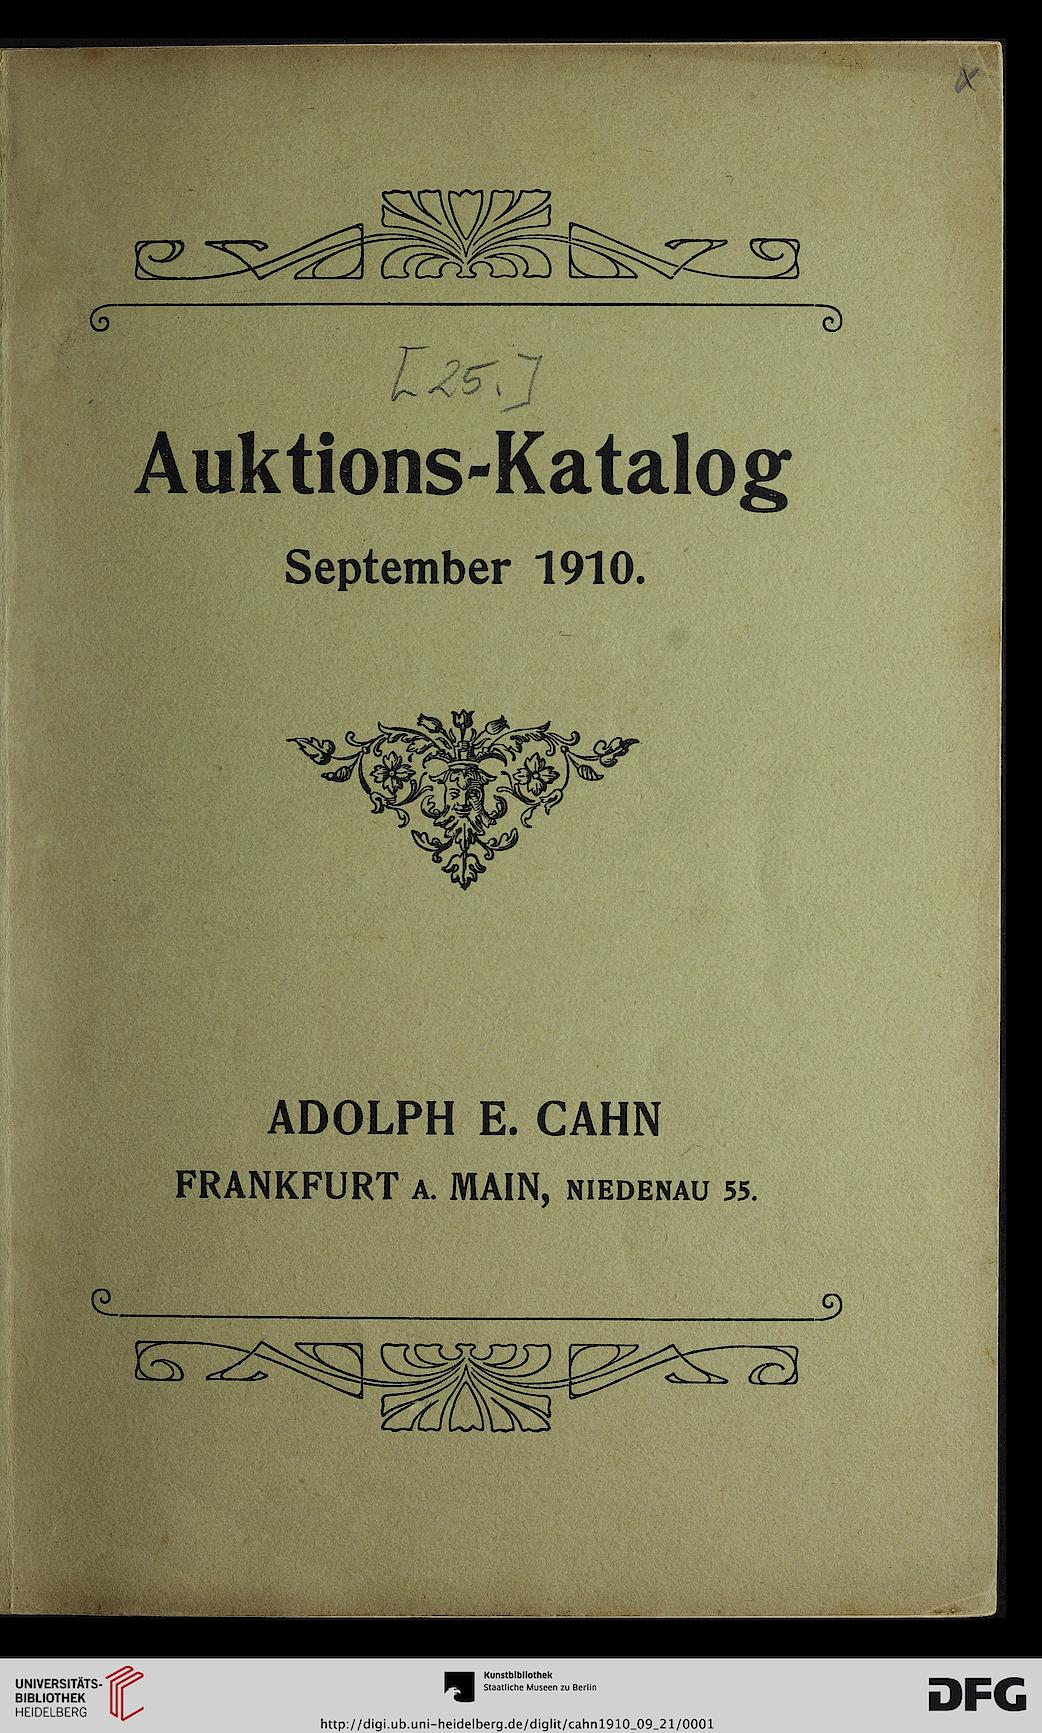 x
[25.]
Auktions-Katalog
September 1910.
ADOLPH E. CAHN
FRANKFURT A. MAIN, NIEDENAU 55.
UNIVERSITÄTS-
BIBLIOTHEK
HEIDELBERG
Kunstbibliothek
Staatliche Museen zu Berlin
http://digi.ub.uni-heidelberg.de/diglit/cahn1910_09_21/0001
DFG